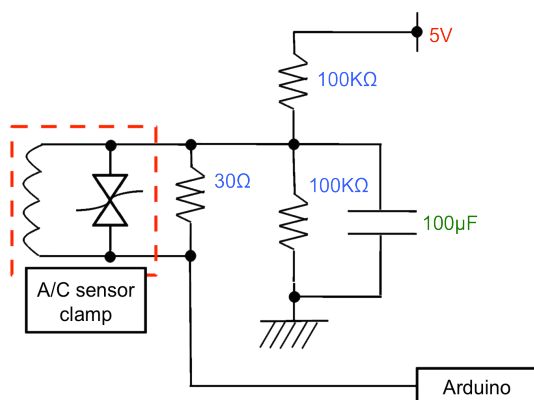 5V
100KΩ
30Ω
100KΩ
100µF
A/C sensor
clamp
Arduino